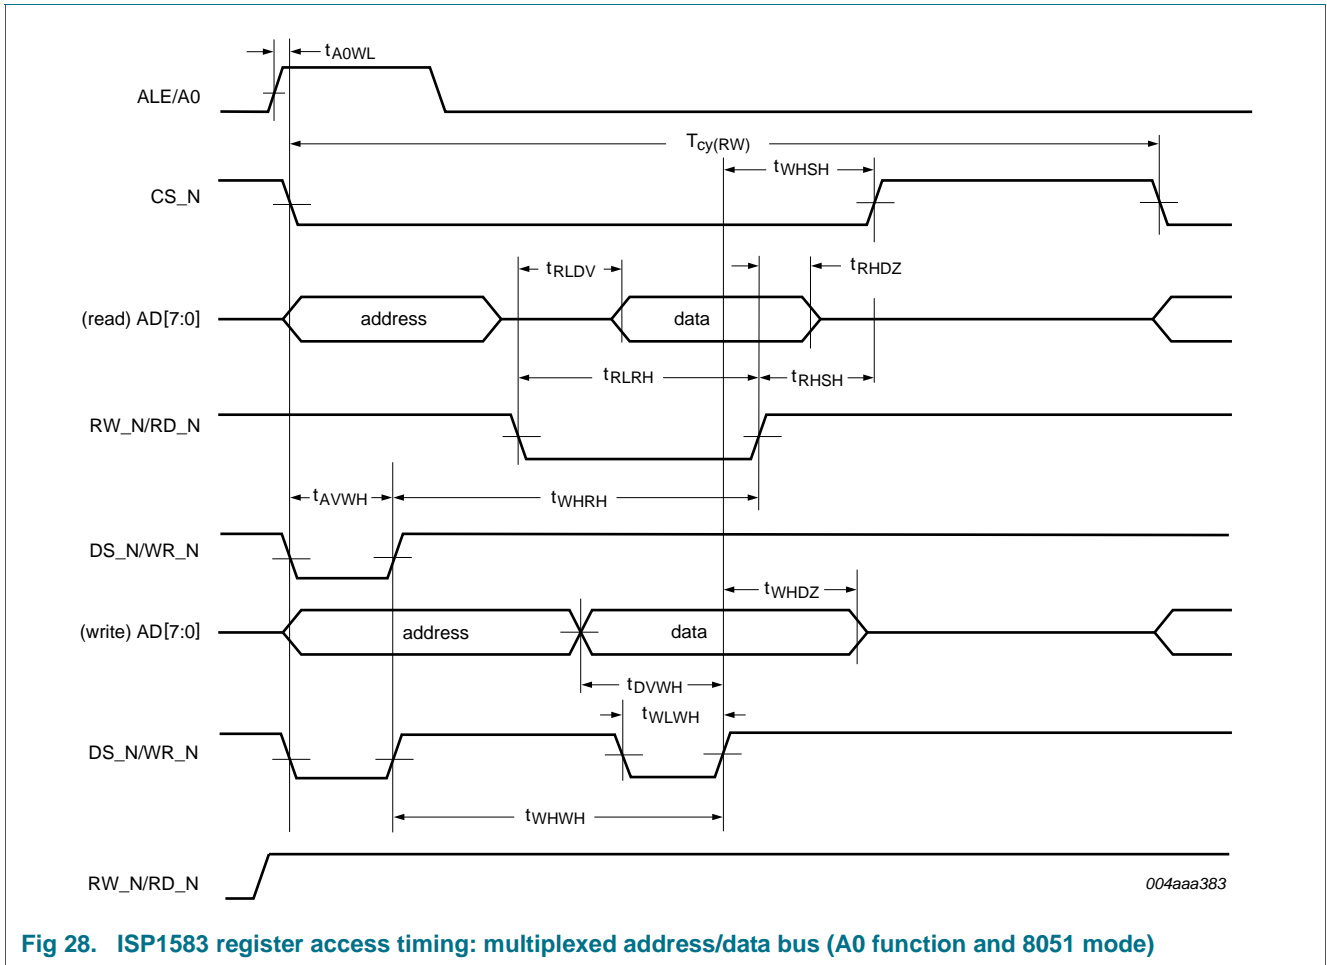 tA0WL
ALE/A0
Tcy(RW)
tWHSH
CS_N
tRLDV
tRHDZ
(read) AD[7:0]
address
data
tRLRH
tRHSH
RW_N/RD_N
tAVWH
tWHRH
DS_N/WR_N
tWHDZ
(write) AD[7:0]
address
data
tDVWH
tWLWH
DS_N/WR_N
tWHWH
RW_N/RD_N
004aaa383
Fig 28. ISP1583 register access timing: multiplexed address/data bus (A0 function and 8051 mode)